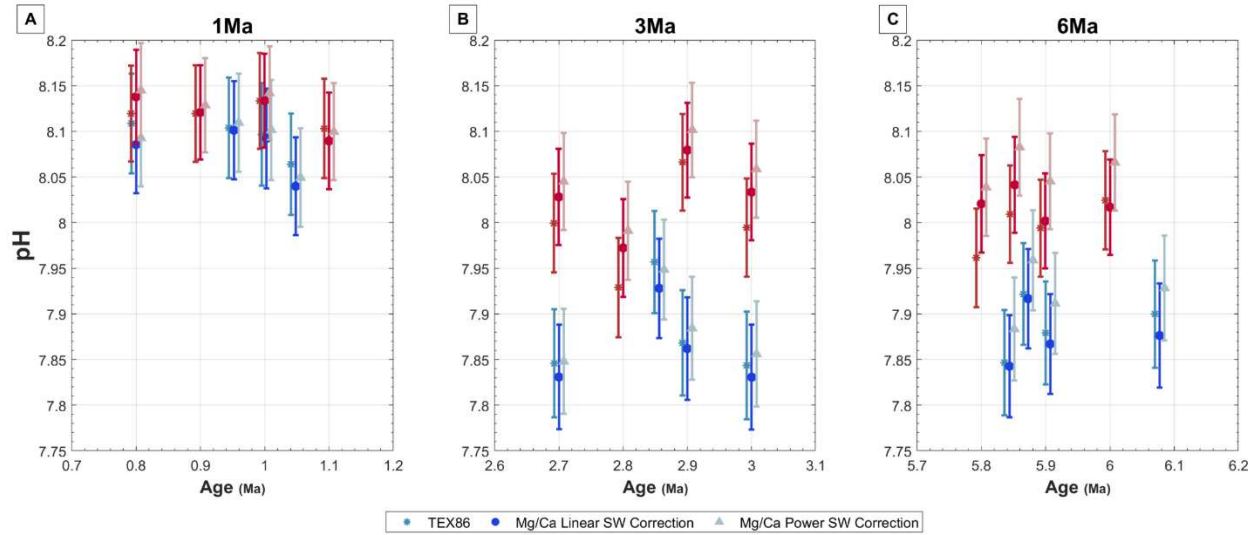 A
1Ma
B
3Ma
C
6Ma
pH
8.2
8.15
8.1
8.05
8
7.95
7.9
7.85
7.8
7.75
0.7 0.8 0.9 1 1.1 1.2
Age (Ma)
8.2
8.15
8.1
8.05
8
7.95
7.9
7.85
7.8
7.75
2.6 2.7 2.8 2.9 3 3.1
Age (Ma)
8.2
8.15
8.1
8.05
8
7.95
7.9
7.85
7.8
7.75
5.7 5.8 5.9 6 6.1 6.2
Age (Ma)
TEX86 Mg/Ca Linear SW Correction Mg/Ca Power SW Correction